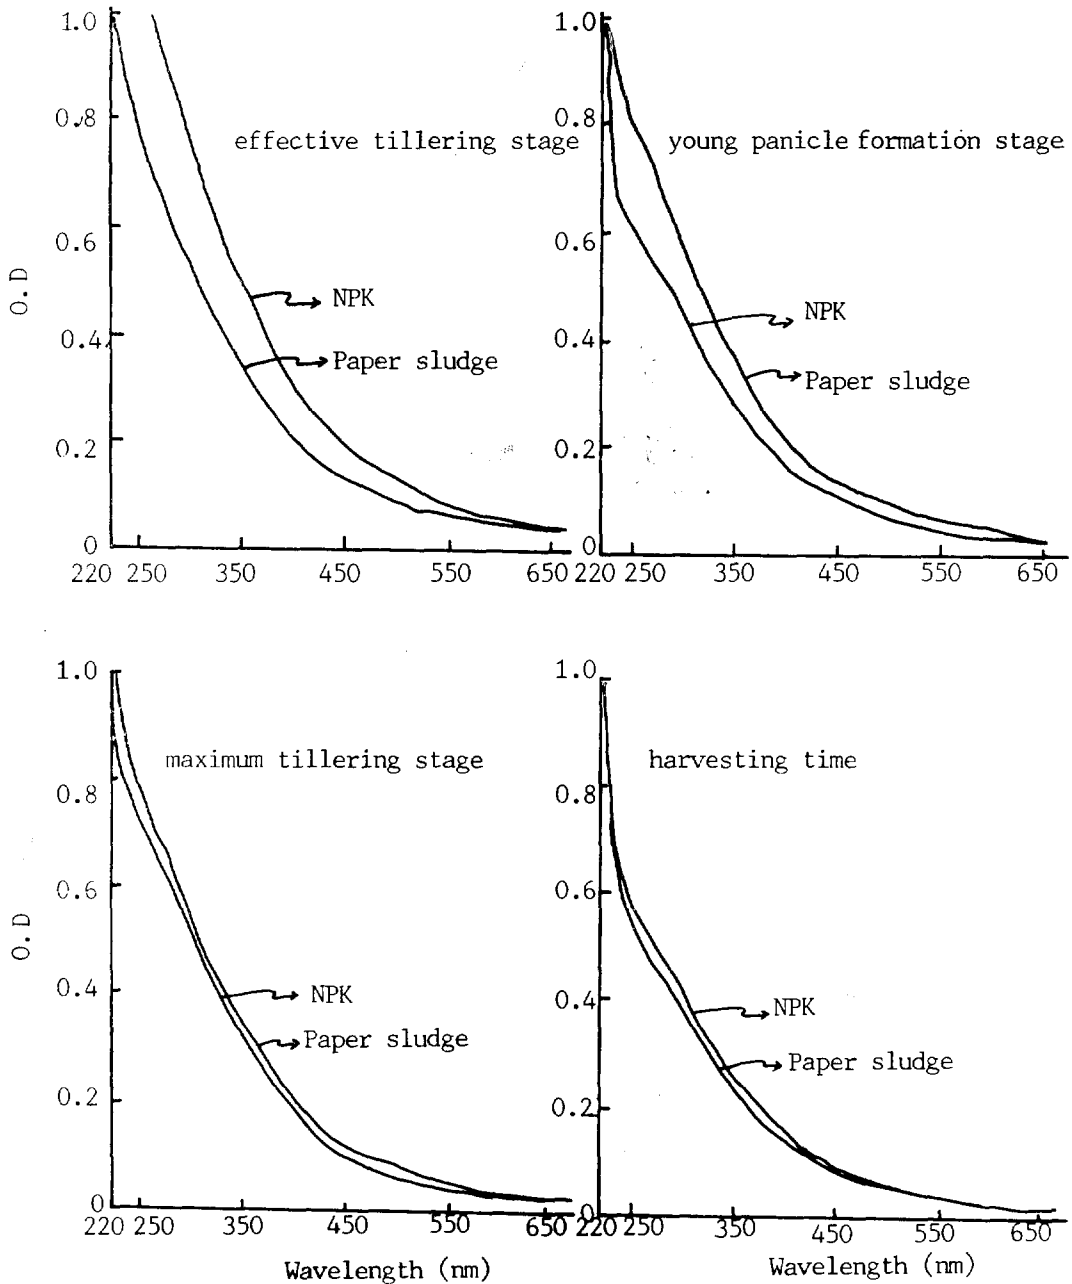 1.0
0.8
0.6
0.4
0.2
0
O.D
effective tillering stage
NPK
Paper sludge
220 250 350 450 550 650
1.0
0.8
0.6
0.4
0.2
0
young panicle formation stage
NPK
Paper sludge
220 250 350 450 550 650
1.0
0.8
0.6
0.4
0.2
0
O.D
maximum tillering stage
NPK
Paper sludge
220 250 350 450 550 650
Wavelength (nm)
1.0
0.8
0.6
0.4
0.2
0
harvesting time
NPK
Paper sludge
220 250 350 450 550 650
Wavelength (nm)